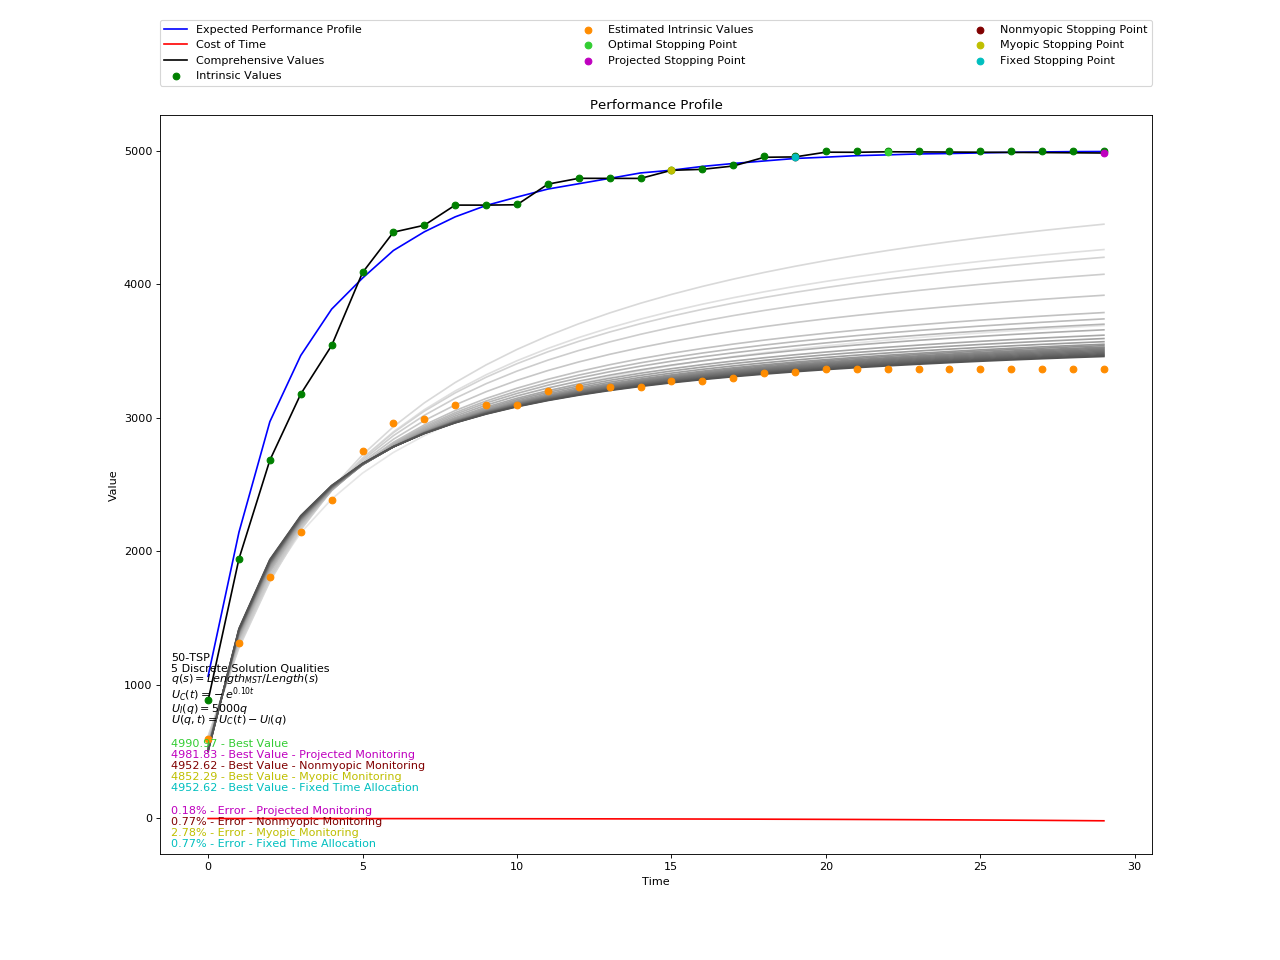 Expected Performance Profile
Cost of Time
Comprehensive Values
Intrinsic Values
Estimated Intrinsic Values
Optimal Stopping Point
Projected Stopping Point
Nonmyopic Stopping Point
Myopic Stopping Point
Fixed Stopping Point
Performance Profile
5000
4000
3000
2000
1000
0
Value
50-TSP
5 Discrete Solution Qualities
q(s) = Length_MST/Length(s)
U_C(t) = −e^0.10t
U_I(q) = 5000q
U(q, t) = U_C(t) − U_I(q)
4990.97 - Best Value
4981.83 - Best Value - Projected Monitoring
4952.62 - Best Value - Nonmyopic Monitoring
4852.29 - Best Value - Myopic Monitoring
4952.62 - Best Value - Fixed Time Allocation
0.18% - Error - Projected Monitoring
0.77% - Error - Nonmyopic Monitoring
2.78% - Error - Myopic Monitoring
0.77% - Error - Fixed Time Allocation
0 5 10 15 20 25 30
Time